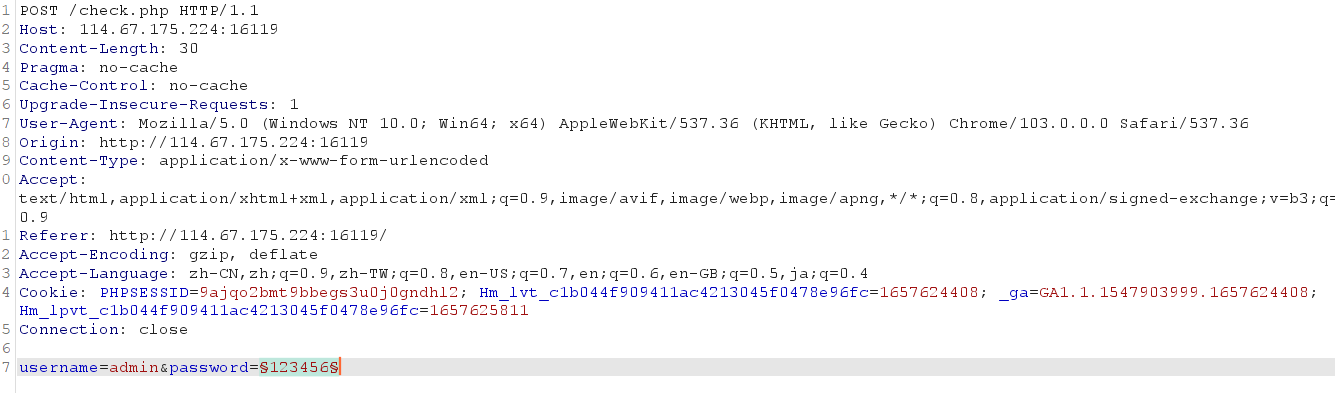 1 POST /check.php HTTP/1.1
2 Host: 114.67.175.224:16119
3 Content-Length: 30
4 Pragma: no-cache
5 Cache-Control: no-cache
6 Upgrade-Insecure-Requests: 1
7 User-Agent: Mozilla/5.0 (Windows NT 10.0; Win64; x64) AppleWebKit/537.36 (KHTML, like Gecko) Chrome/103.0.0.0 Safari/537.36
8 Origin: http://114.67.175.224:16119
9 Content-Type: application/x-www-form-urlencoded
0 Accept:
text/html,application/xhtml+xml,application/xml;q=0.9,image/avif,image/webp,image/apng,*/*;q=0.8,application/signed-exchange;v=b3;q=
0.9
1 Referer: http://114.67.175.224:16119/
2 Accept-Encoding: gzip, deflate
3 Accept-Language: zh-CN,zh;q=0.9,zh-TW;q=0.8,en-US;q=0.7,en;q=0.6,en-GB;q=0.5,ja;q=0.4
4 Cookie: PHPSESSID=9ajqo2bmt9bbegs3u0j0gndhl2; Hm_lvt_c1b044f909411ac4213045f0478e96fc=1657624408; _ga=GA1.1.1547903999.1657624408;
Hm_lpvt_c1b044f909411ac4213045f0478e96fc=1657625811
5 Connection: close
6
7 username=admin&password=§123456§